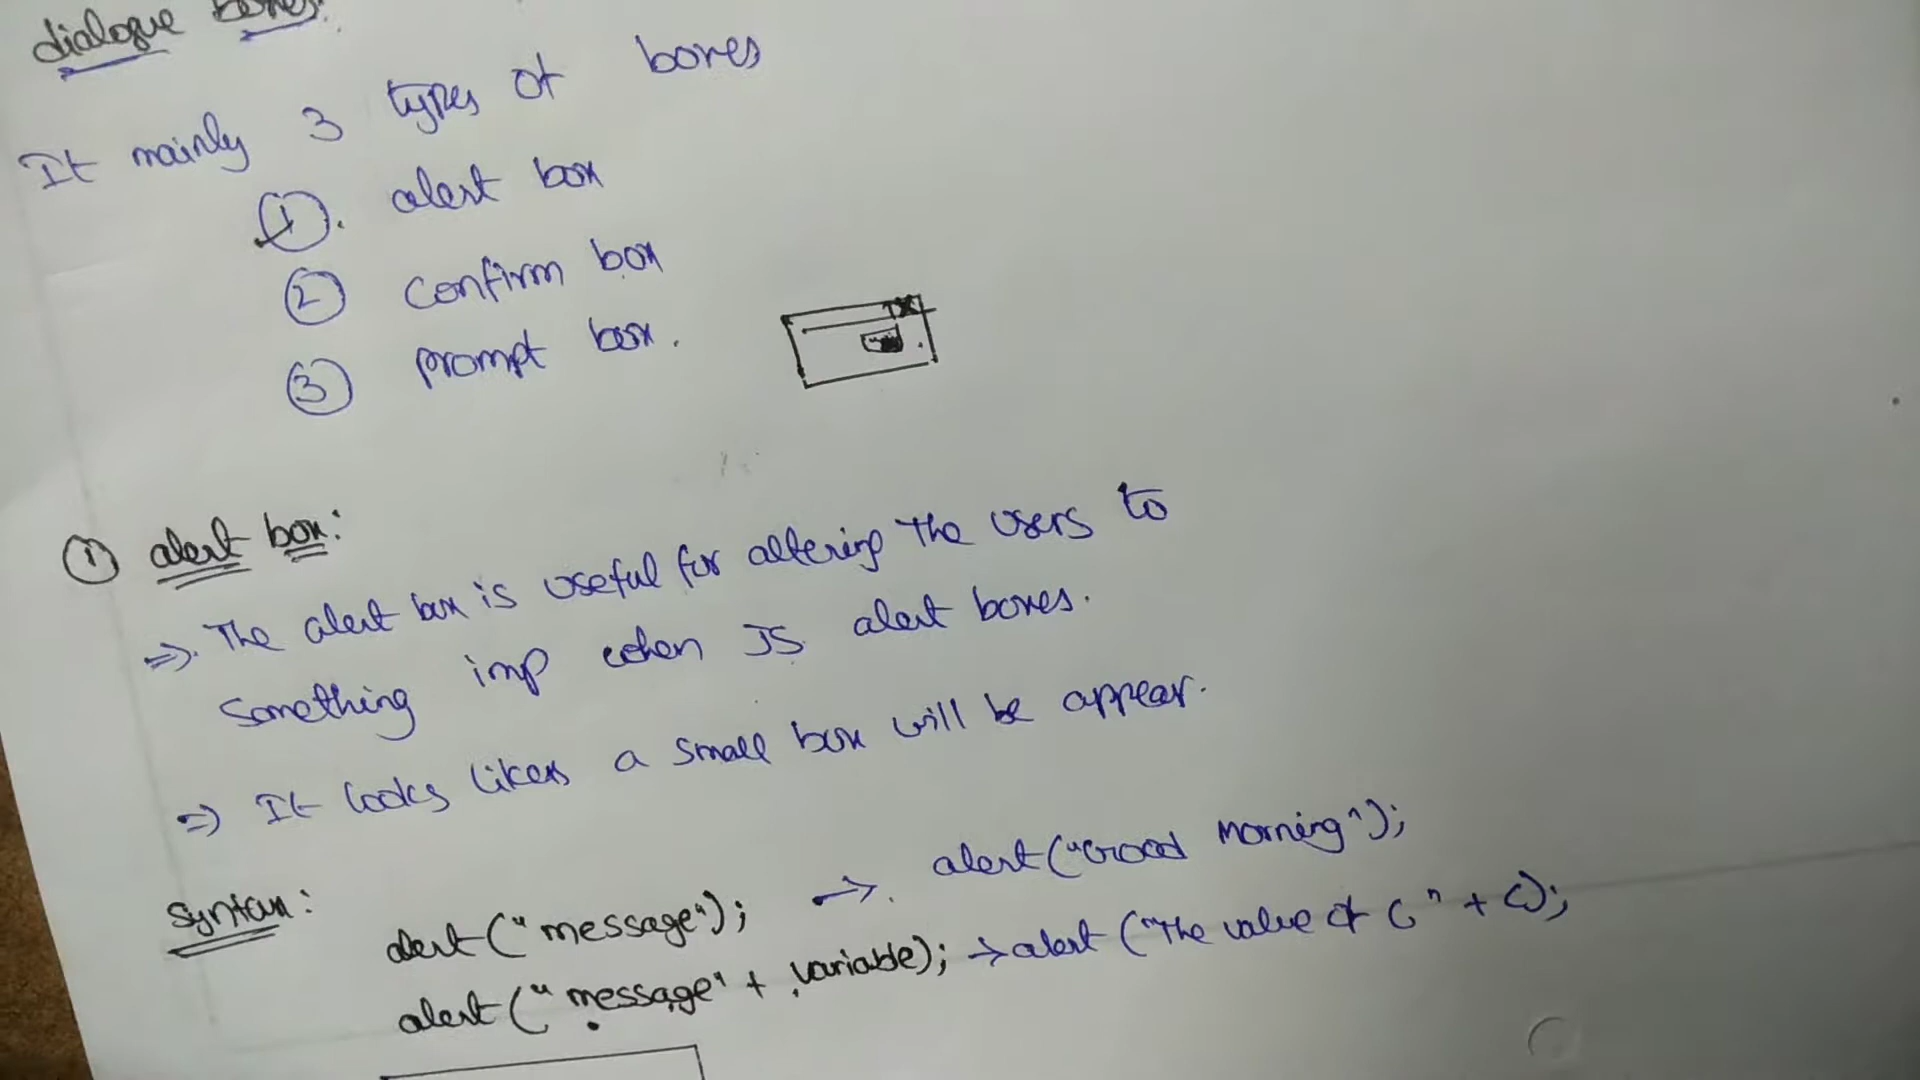 dialogue boxes:
It mainly 3 types of boxes
①. alert box
② confirm box
③ prompt box.
① alert box:
⇒. The alert box is useful for altering the users to
something imp when JS alert boxes.
⇒ It looks likes a small box will be appear.
Syntax:
alert("message"); → alert("Good Morning");
alert("message" + variable); → alert ("The value of C" + C);